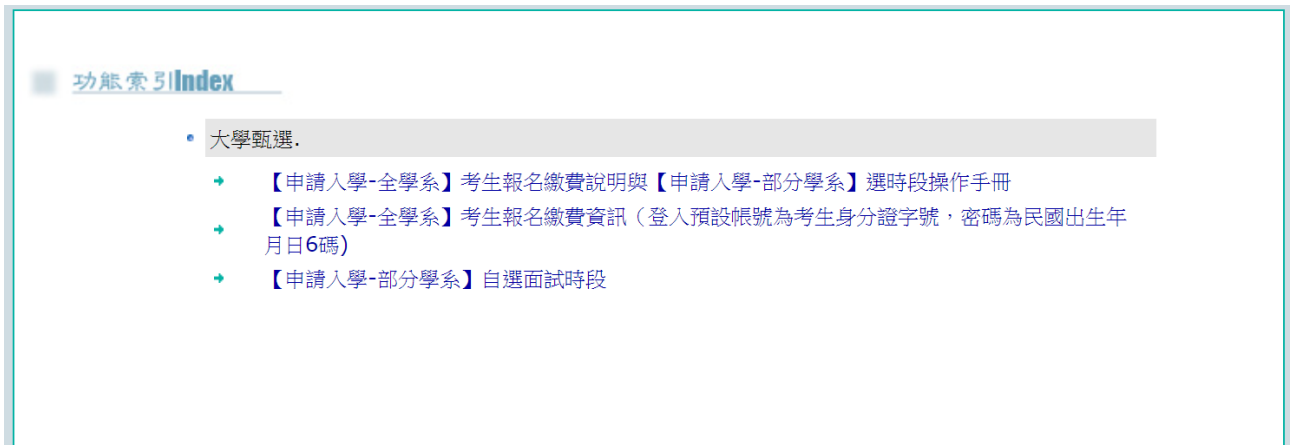 功能索引Index
大學甄選.
【申請入學-全學系】考生報名繳費說明與【申請入學-部分學系】選時段操作手冊
【申請入學-全學系】考生報名繳費資訊（登入預設帳號為考生身分證字號，密碼為民國出生年
月日6碼)
【申請入學-部分學系】自選面試時段